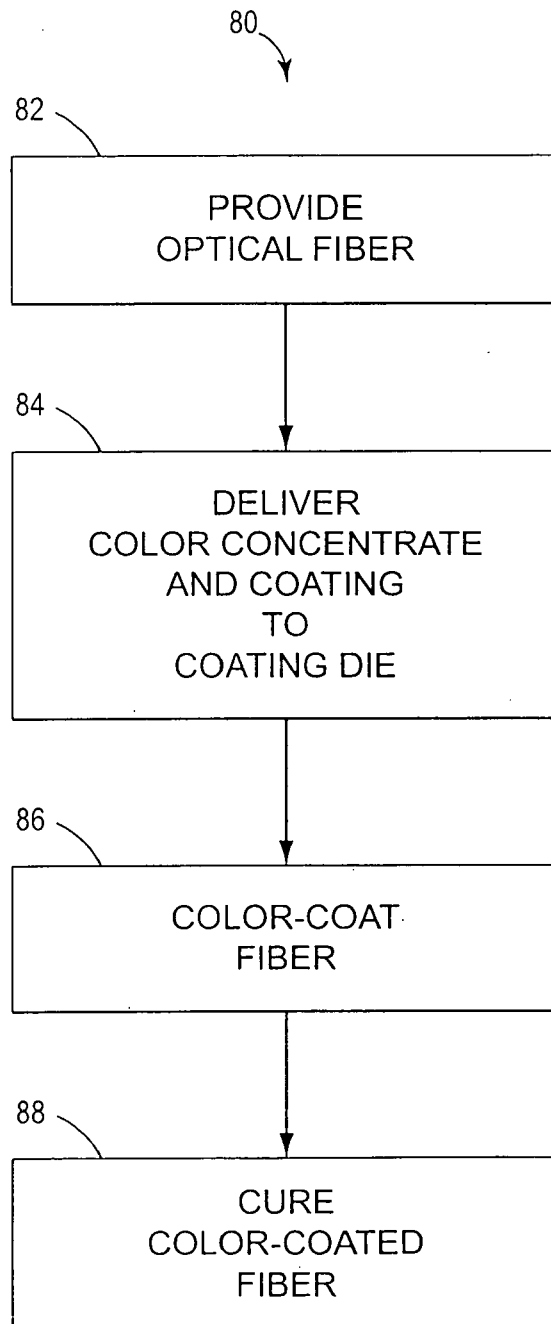 80
82
PROVIDE
OPTICAL FIBER
84
DELIVER
COLOR CONCENTRATE
AND COATING
TO
COATING DIE
86
COLOR-COAT
FIBER
88
CURE
COLOR-COATED
FIBER